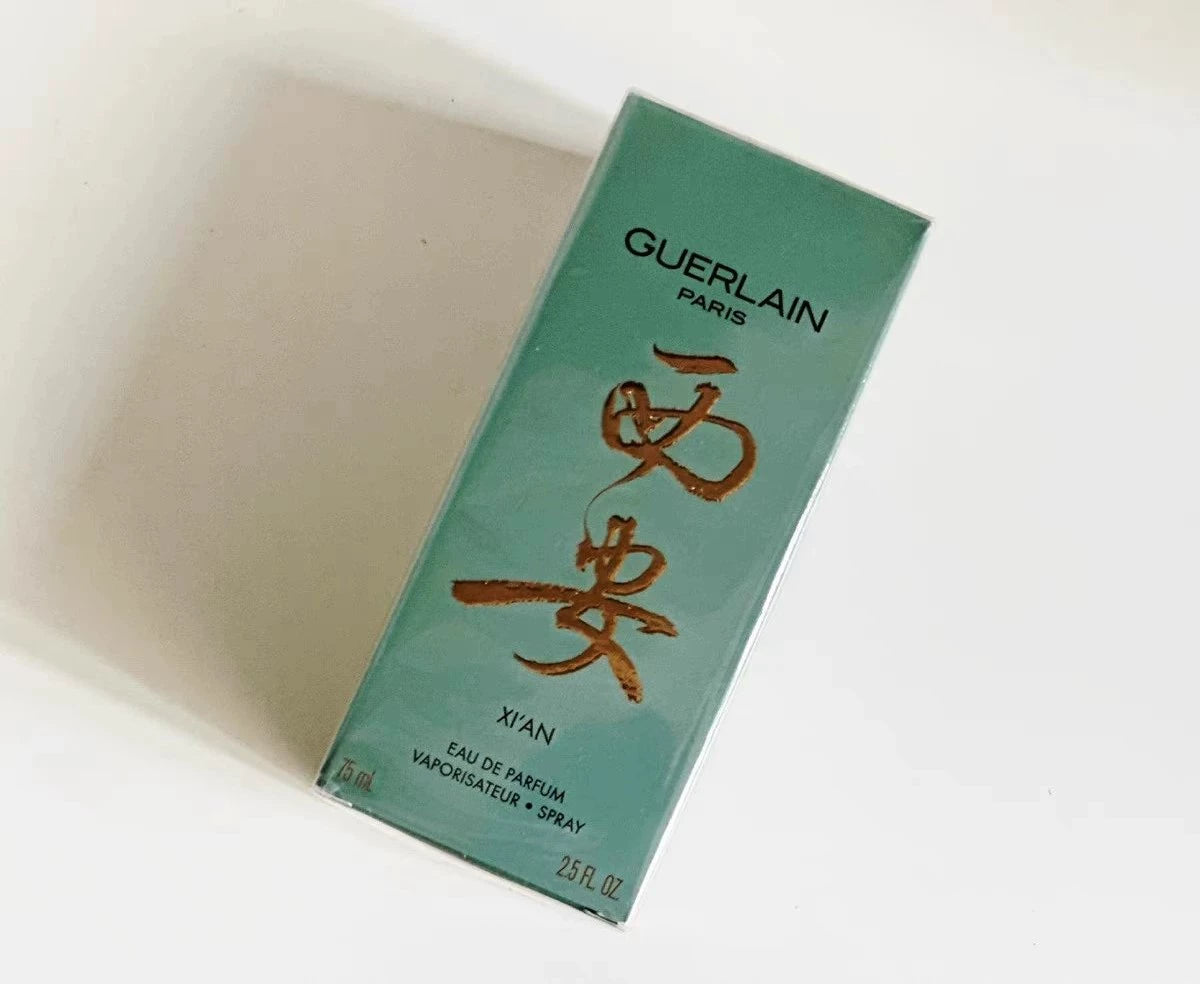 GUERLAIN
PARIS
西
安
XI'AN
EAU DE PARFUM
VAPORISATEUR • SPRAY
75 mL
2.5 FL. OZ.